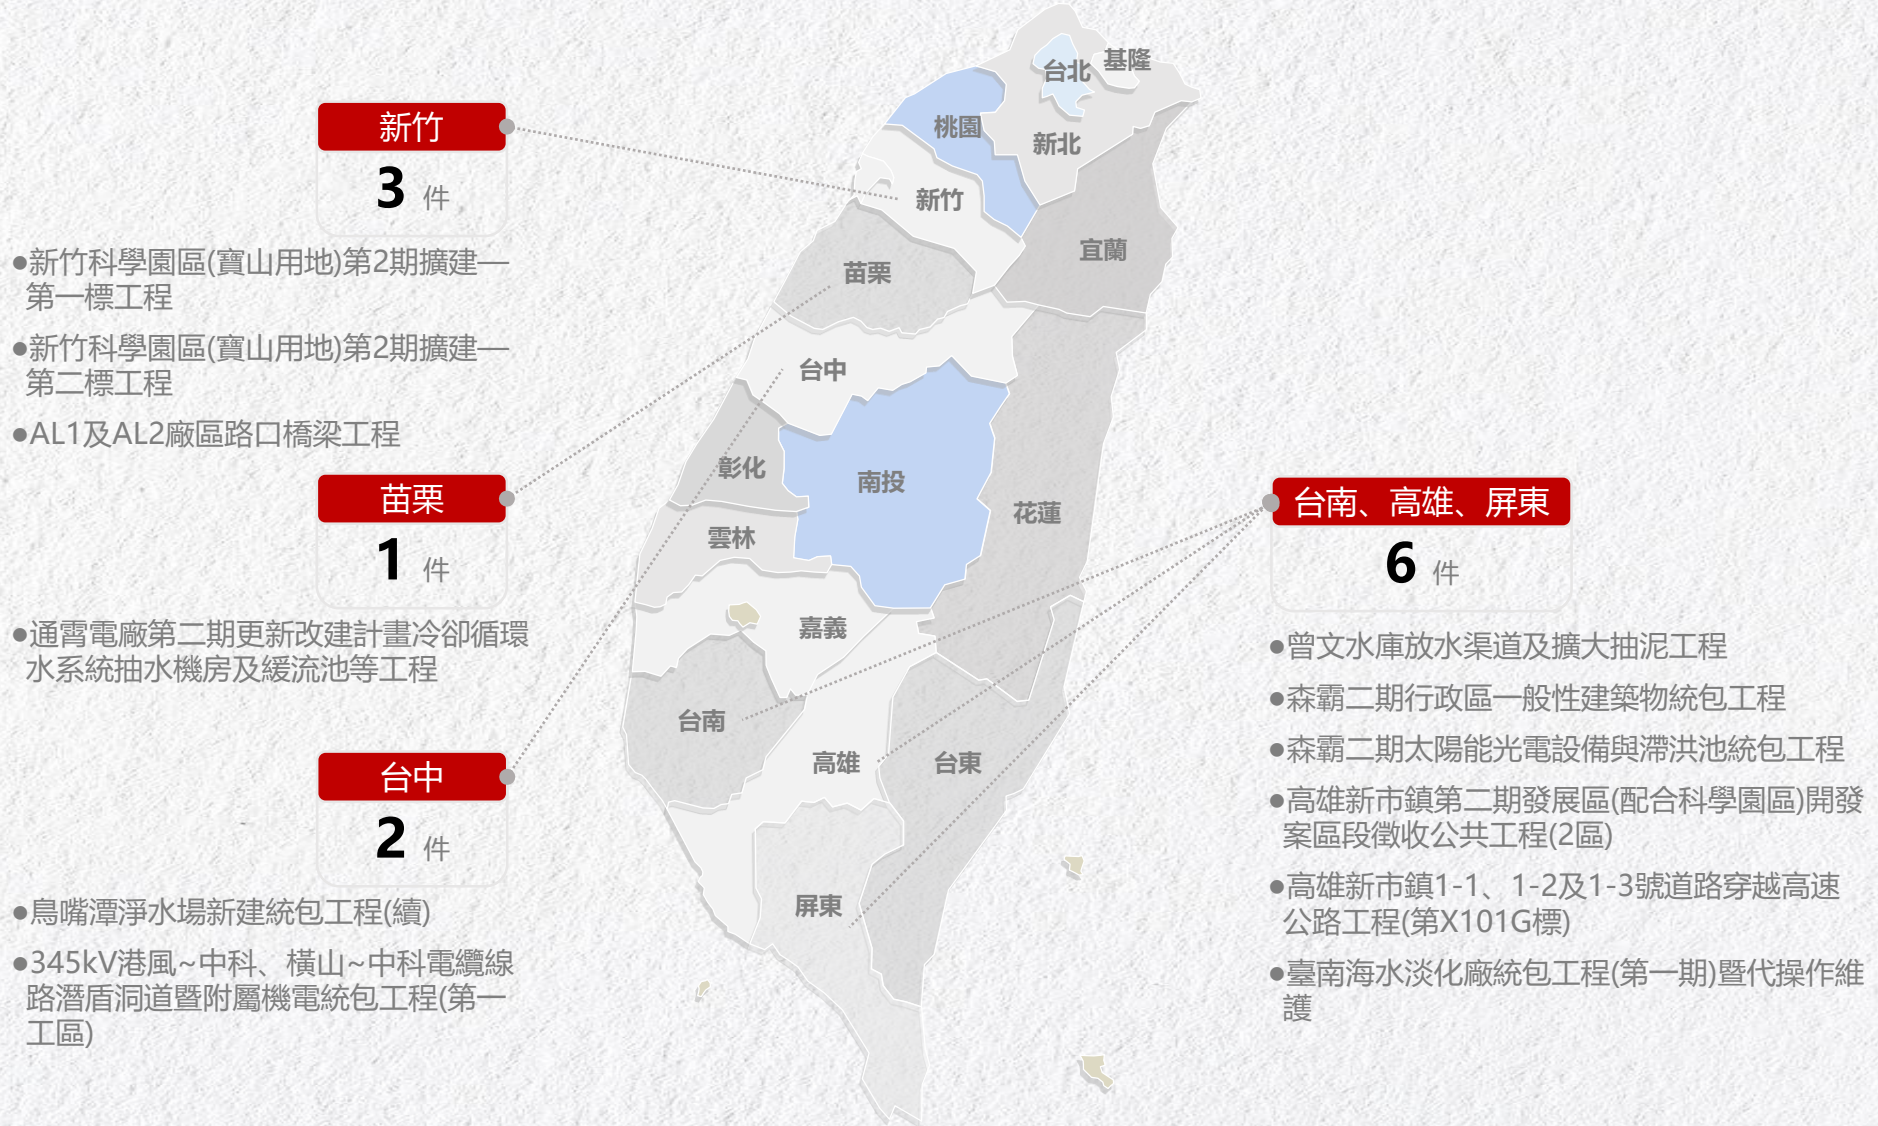 新竹
3 件
●新竹科學園區(寶山用地)第2期擴建—
第一標工程
●新竹科學園區(寶山用地)第2期擴建—
第二標工程
●AL1及AL2廠區路口橋梁工程
苗栗
1 件
●通霄電廠第二期更新改建計畫冷卻循環
水系統抽水機房及緩流池等工程
台中
2 件
●鳥嘴潭淨水場新建統包工程(續)
●345kV港風~中科、橫山~中科電纜線
路潛盾洞道暨附屬機電統包工程(第一
工區)
基隆
台北
桃園
新北
新竹
宜蘭
苗栗
台中
彰化
南投
花蓮
雲林
嘉義
台南
高雄
台東
屏東
台南、高雄、屏東
6 件
●曾文水庫放水渠道及擴大抽泥工程
●森霸二期行政區一般性建築物統包工程
●森霸二期太陽能光電設備與滯洪池統包工程
●高雄新市鎮第二期發展區(配合科學園區)開發
案區段徵收公共工程(2區)
●高雄新市鎮1-1、1-2及1-3號道路穿越高速
公路工程(第X101G標)
●臺南海水淡化廠統包工程(第一期)暨代操作維
護